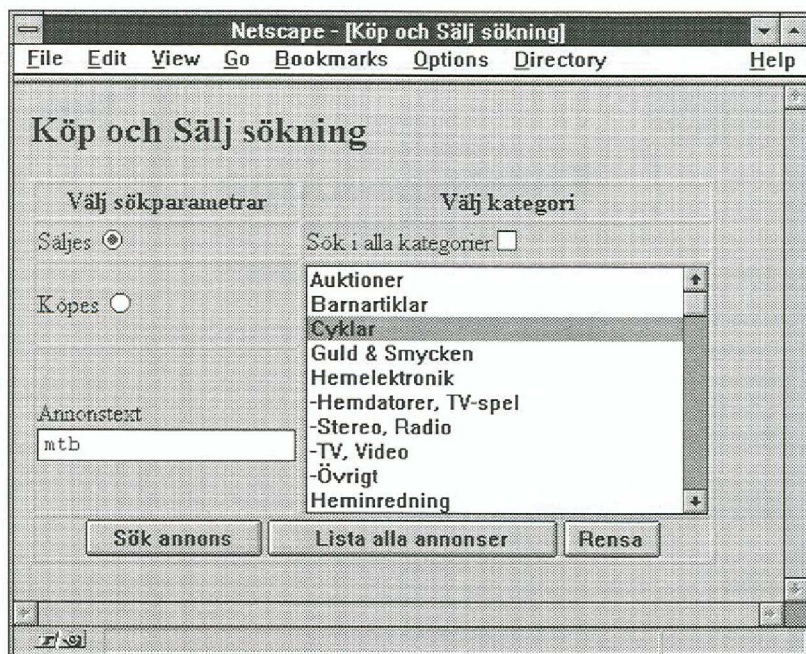 Netscape - [Köp och Sälj sökning]
File Edit View Go Bookmarks Options Directory Help
Köp och Sälj sökning
Välj sökparametrar Välj kategori
Säljes Sök i alla kategorier
Köpes
Auktioner
Barnartiklar
Cyklar
Guld & Smycken
Hemelektronik
-Hemdatorer, TV-spel
-Stereo, Radio
-TV, Video
-Övrigt
Heminredning
Annonstext
mtb
Sök annons Lista alla annonser Rensa